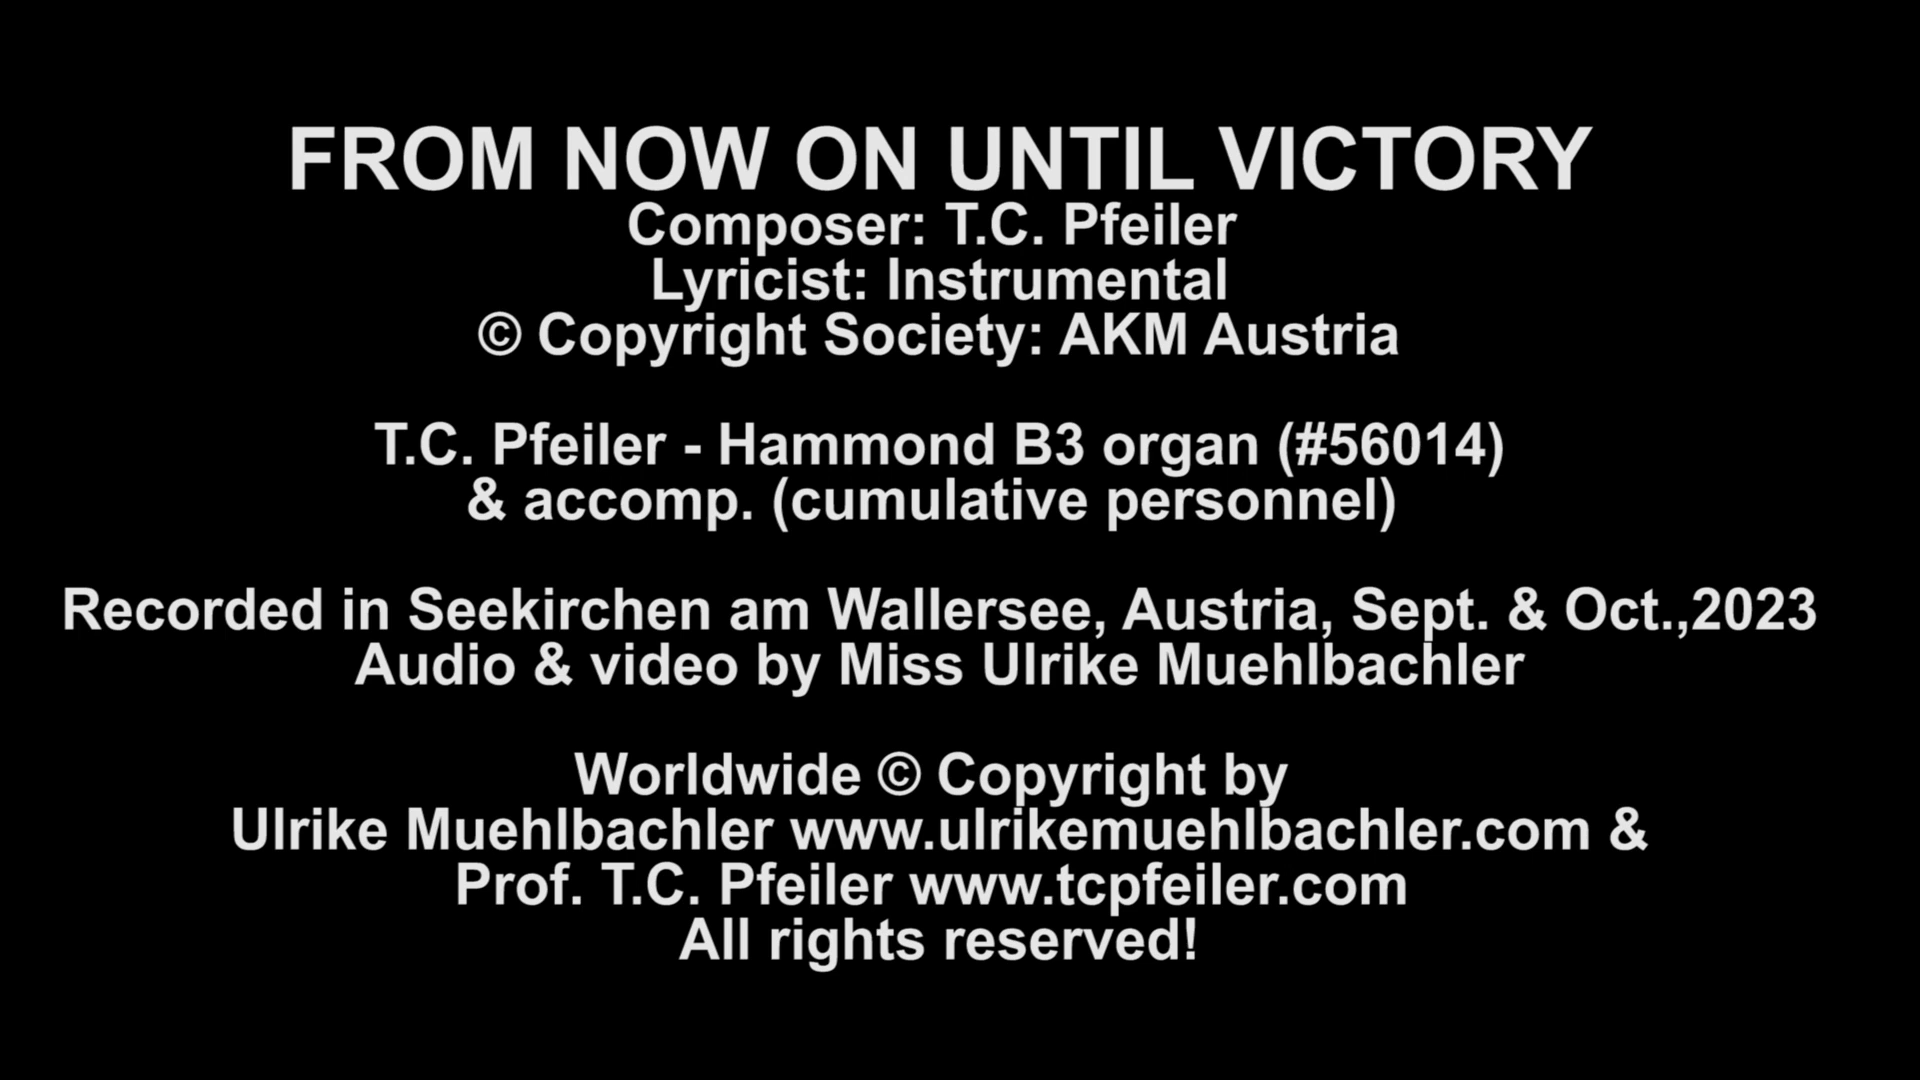 FROM NOW ON UNTIL VICTORY
Composer: T.C. Pfeiler
Lyricist: Instrumental
© Copyright Society: AKM Austria
T.C. Pfeiler - Hammond B3 organ (#56014)
& accomp. (cumulative personnel)
Recorded in Seekirchen am Wallersee, Austria, Sept. & Oct.,2023
Audio & video by Miss Ulrike Muehlbachler
Worldwide © Copyright by
Ulrike Muehlbachler www.ulrikemuehlbachler.com &
Prof. T.C. Pfeiler www.tcpfeiler.com
All rights reserved!